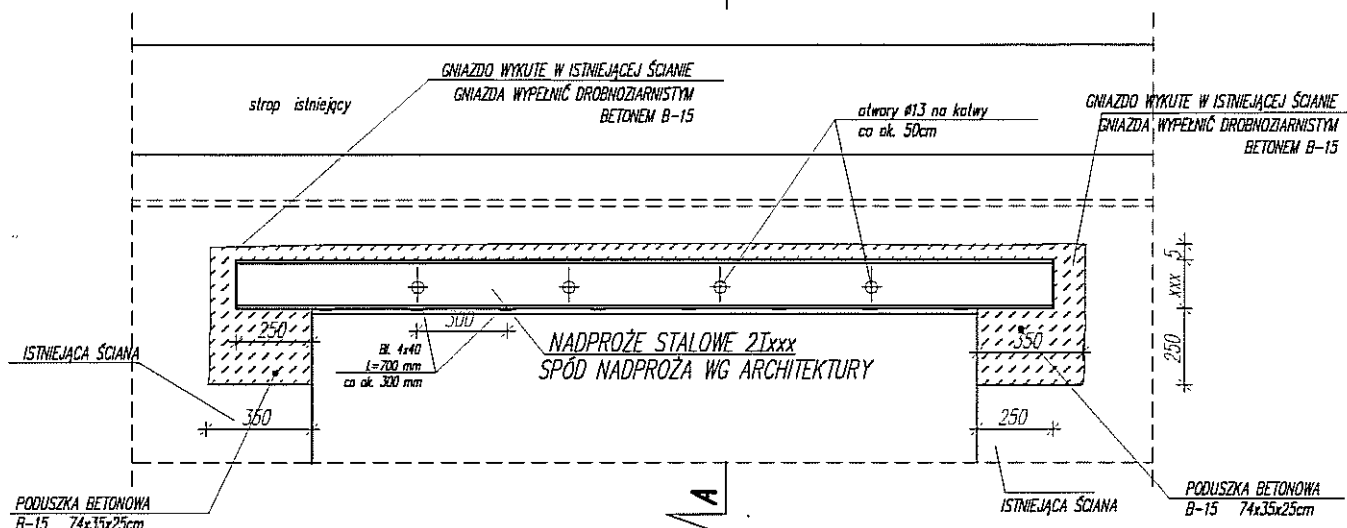 GNIAZDO WYKUTE W ISTNIEJĄCEJ ŚCIANIE
GNIAZDA WYPEŁNIĆ DROBNOZIARNISTYM
BETONEM B-15
strop istniejący
otwory ø13 na kotwy
co ok. 50cm
GNIAZDO WYKUTE W ISTNIEJĄCEJ ŚCIANIE
GNIAZDA WYPEŁNIĆ DROBNOZIARNISTYM
BETONEM B-15
5
xxx
250
250
300
350
NADPROŻE STALOWE 2Ixxx
SPÓD NADPROŻA WG ARCHITEKTURY
BL. 4x40
L=700 mm
co ok. 300 mm
ISTNIEJĄCA ŚCIANA
350
250
A
ISTNIEJĄCA ŚCIANA
PODUSZKA BETONOWA
B-15 74x35x25cm
PODUSZKA BETONOWA
B-15 74x35x25cm